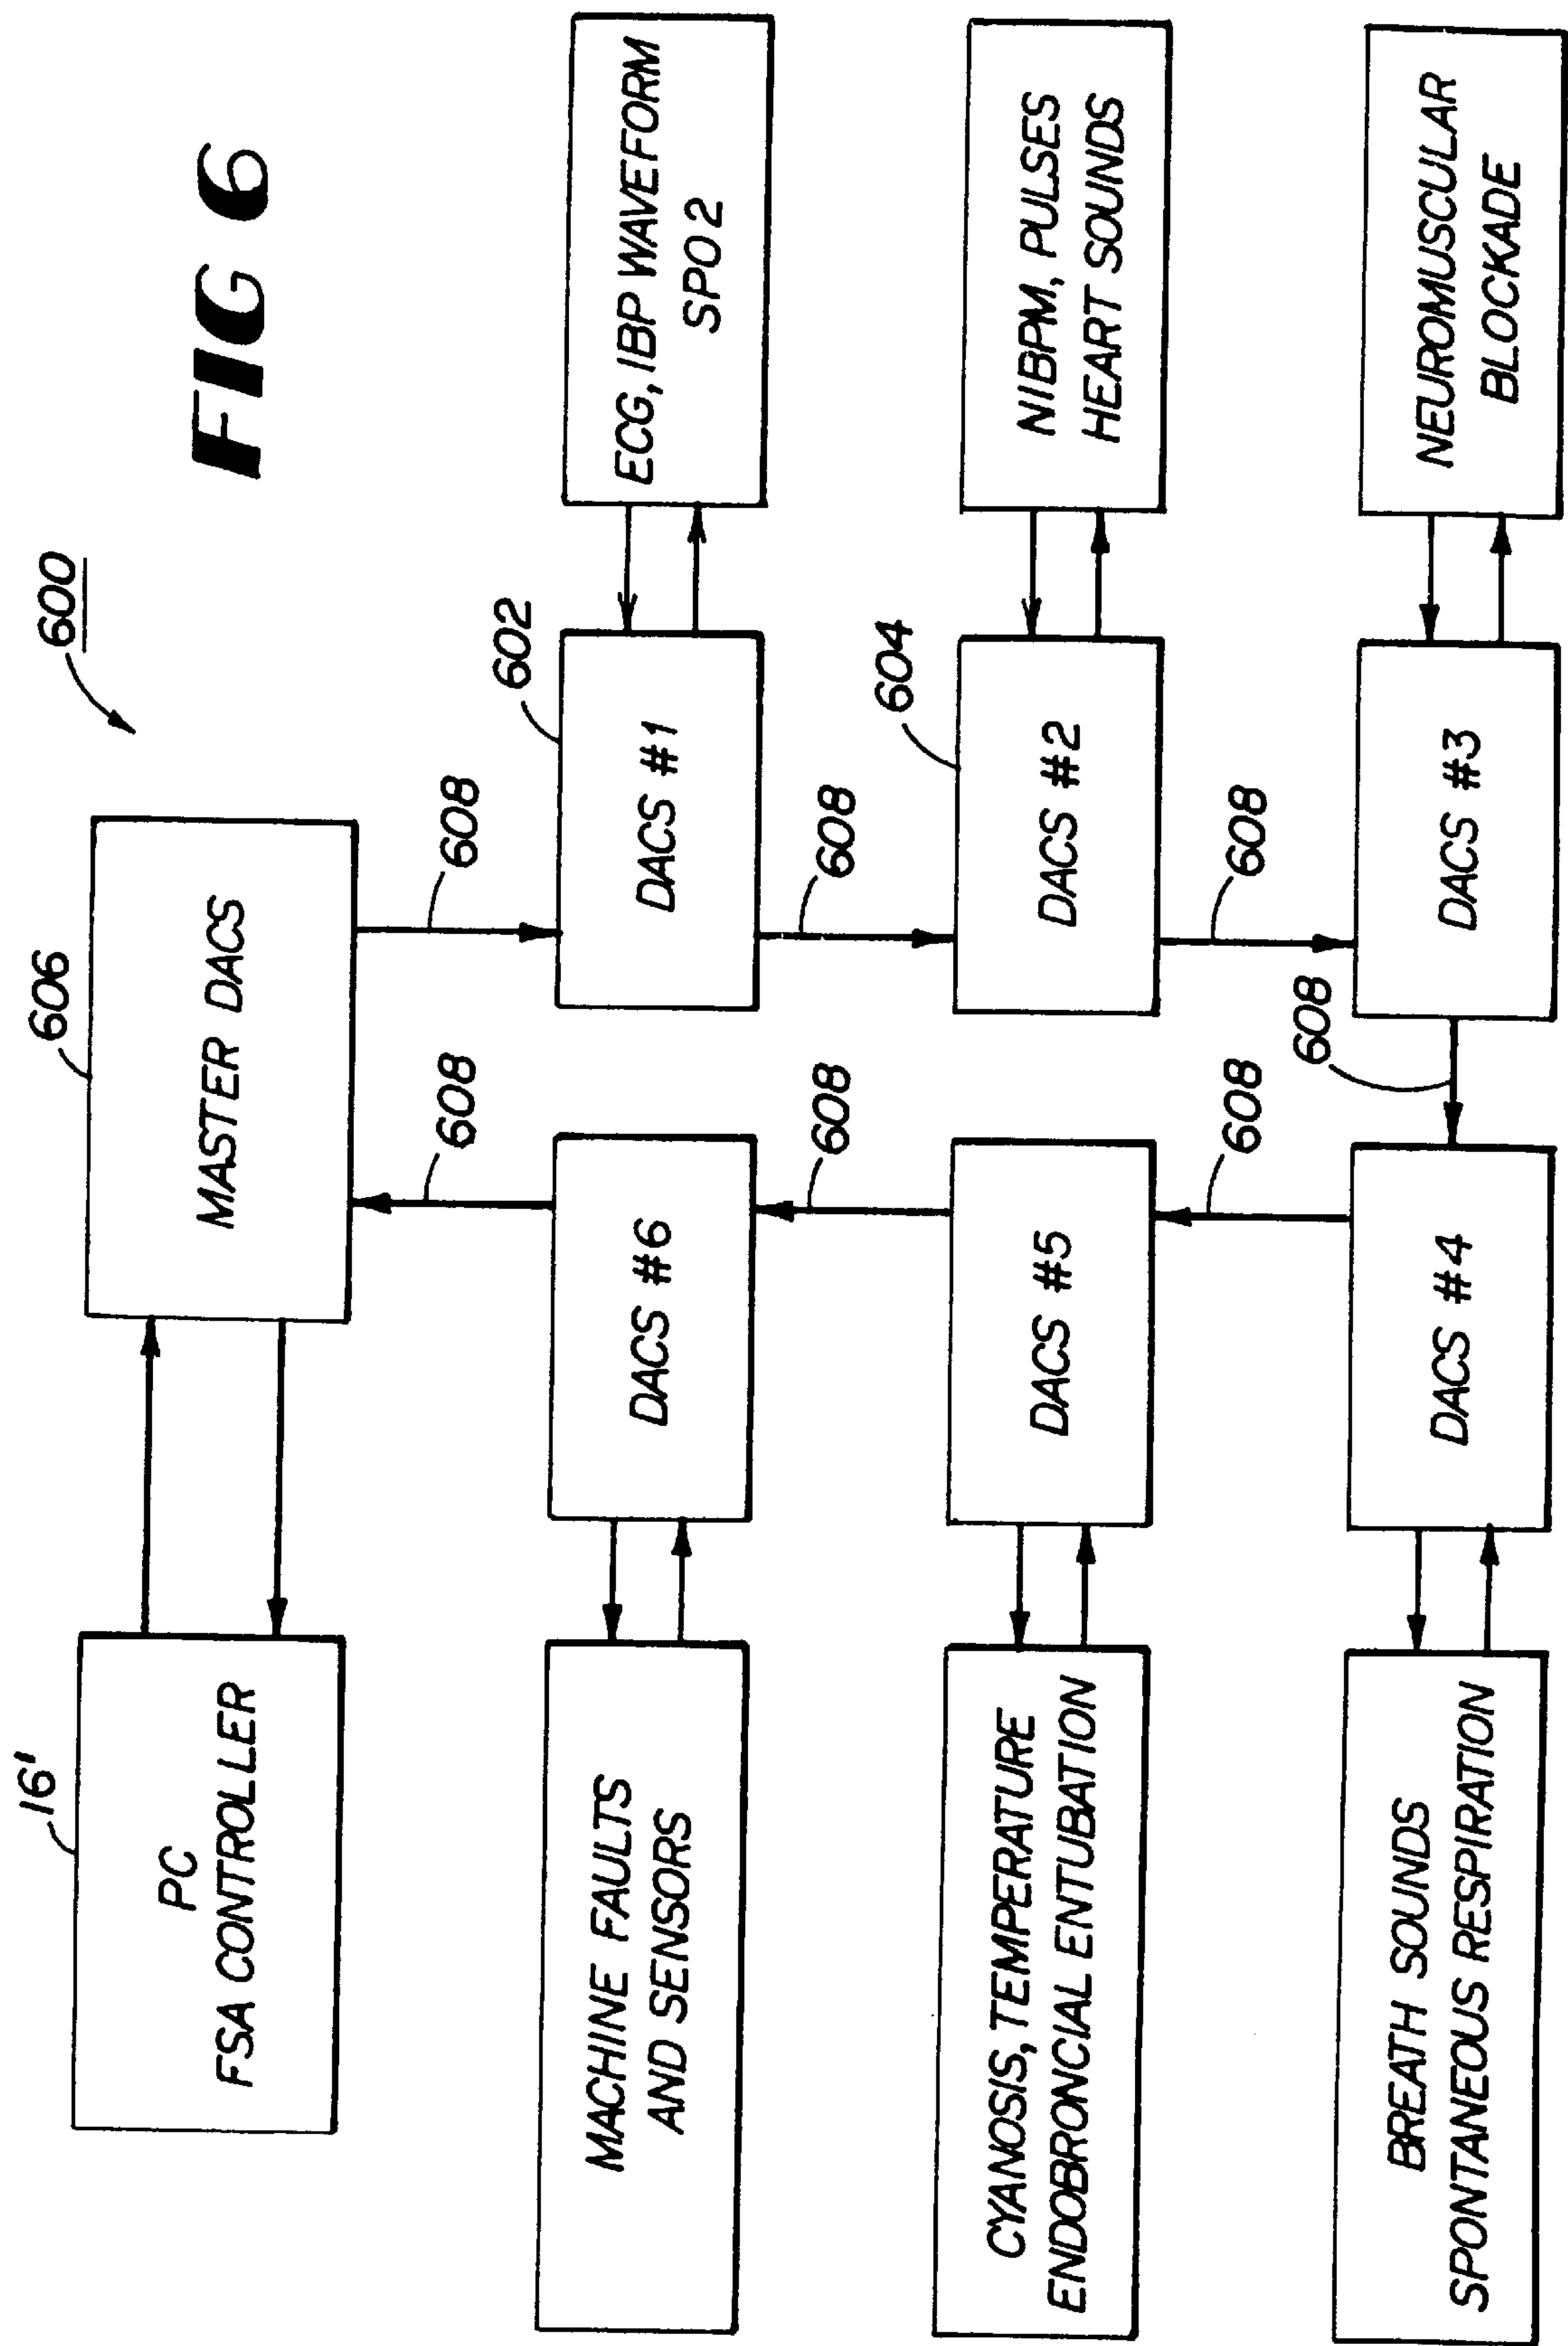 FIG 6
600
16'
606
PC
FSA CONTROLLER
MASTER DACS
608
608
602
MACHINE FAULTS
AND SENSORS
DACS #6
DACS #1
ECG, IBP WAVEFORM
SPO2
608
608
604
CYANOSIS, TEMPERATURE
ENDOBRONCIAL ENTUBATION
DACS #5
DACS #2
NIBPM, PULSES
HEART SOUNDS
608
608
608
BREATH SOUNDS
SPONTANEOUS RESPIRATION
DACS #4
DACS #3
NEUROMUSCULAR
BLOCKADE